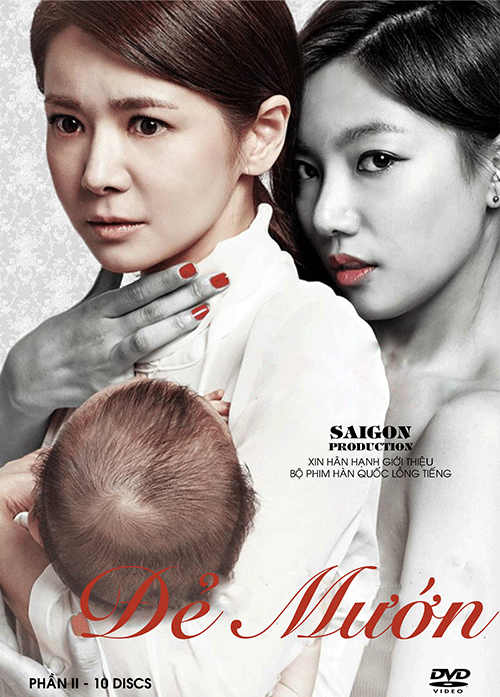 SAIGON
PRODUCTION
XIN HÂN HẠNH GIỚI THIỆU
BỘ PHIM HÀN QUỐC LỒNG TIẾNG
Đẻ Mướn
PHẦN II - 10 DISCS
DVD
VIDEO